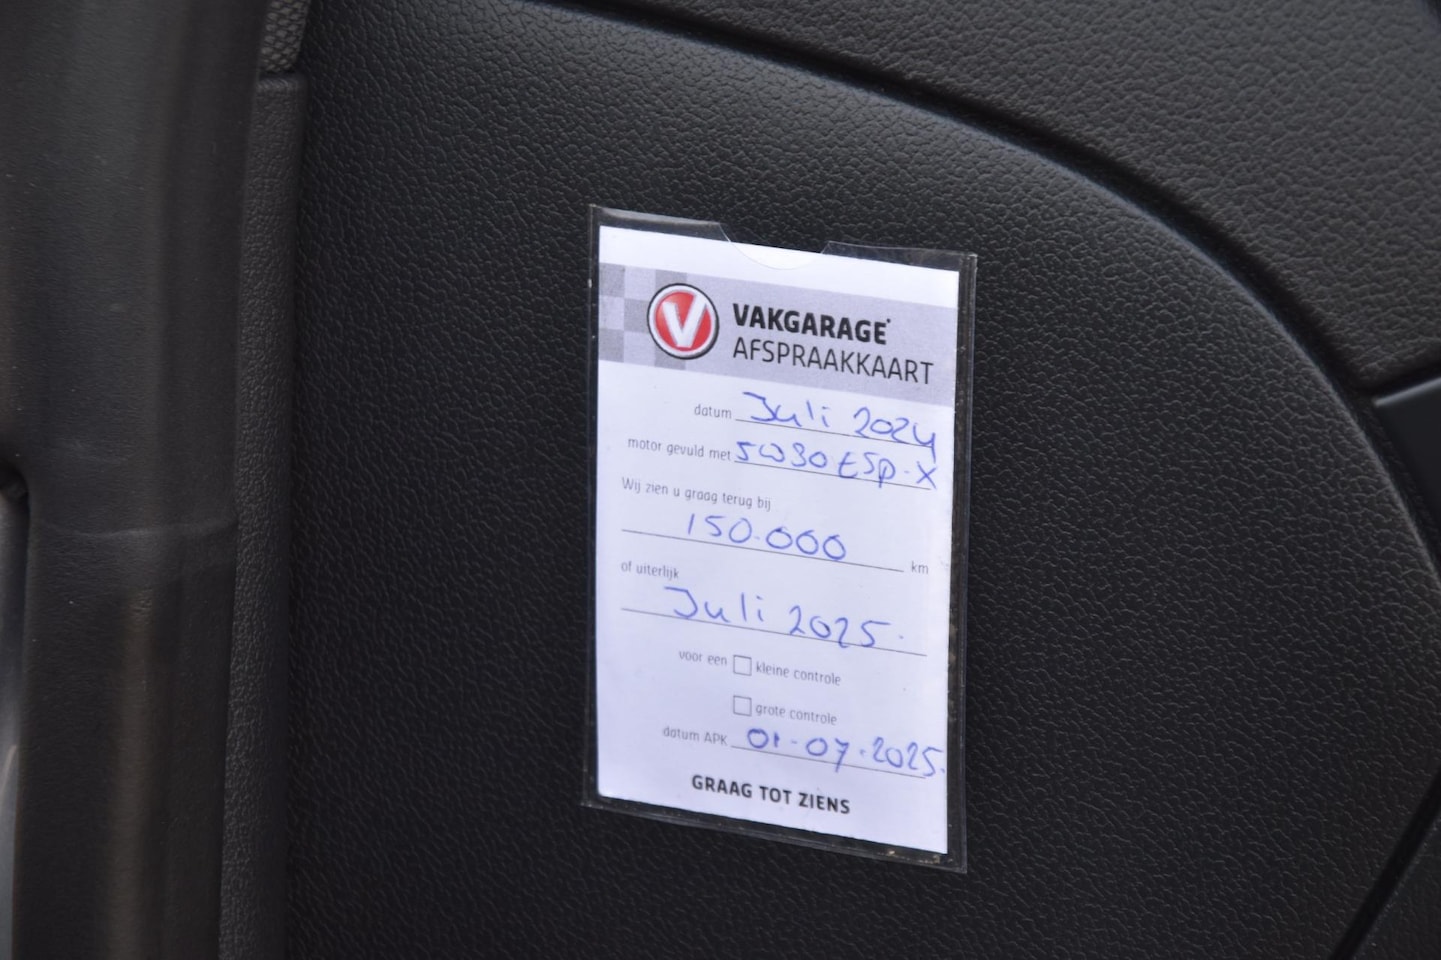 V
VAKGARAGE
AFSPRAAKKAART
datum Juli 2024
motor gevuld met 5W30 ESP-X
Wij zien u graag terug bij
150.000 km
of uiterlijk
Juli 2025.
voor een kleine controle
grote controle
datum APK 01-07-2025.
GRAAG TOT ZIENS